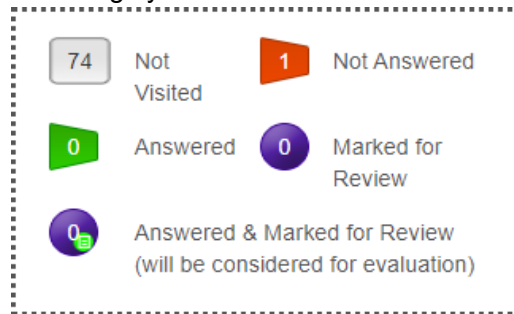 74 Not Visited
1 Not Answered
0 Answered
0 Marked for Review
0 Answered & Marked for Review
(will be considered for evaluation)